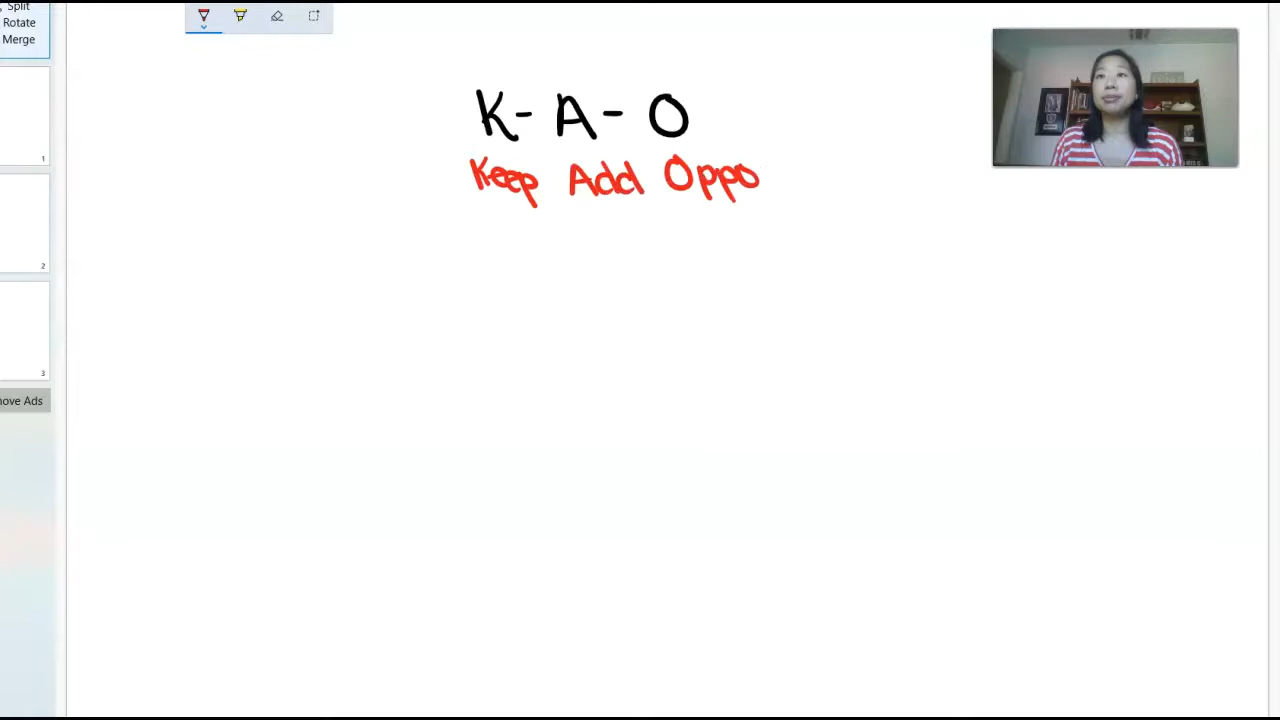 Split
Rotate
Merge
K- A- O
Keep Add Oppo
1
2
3
ove Ads